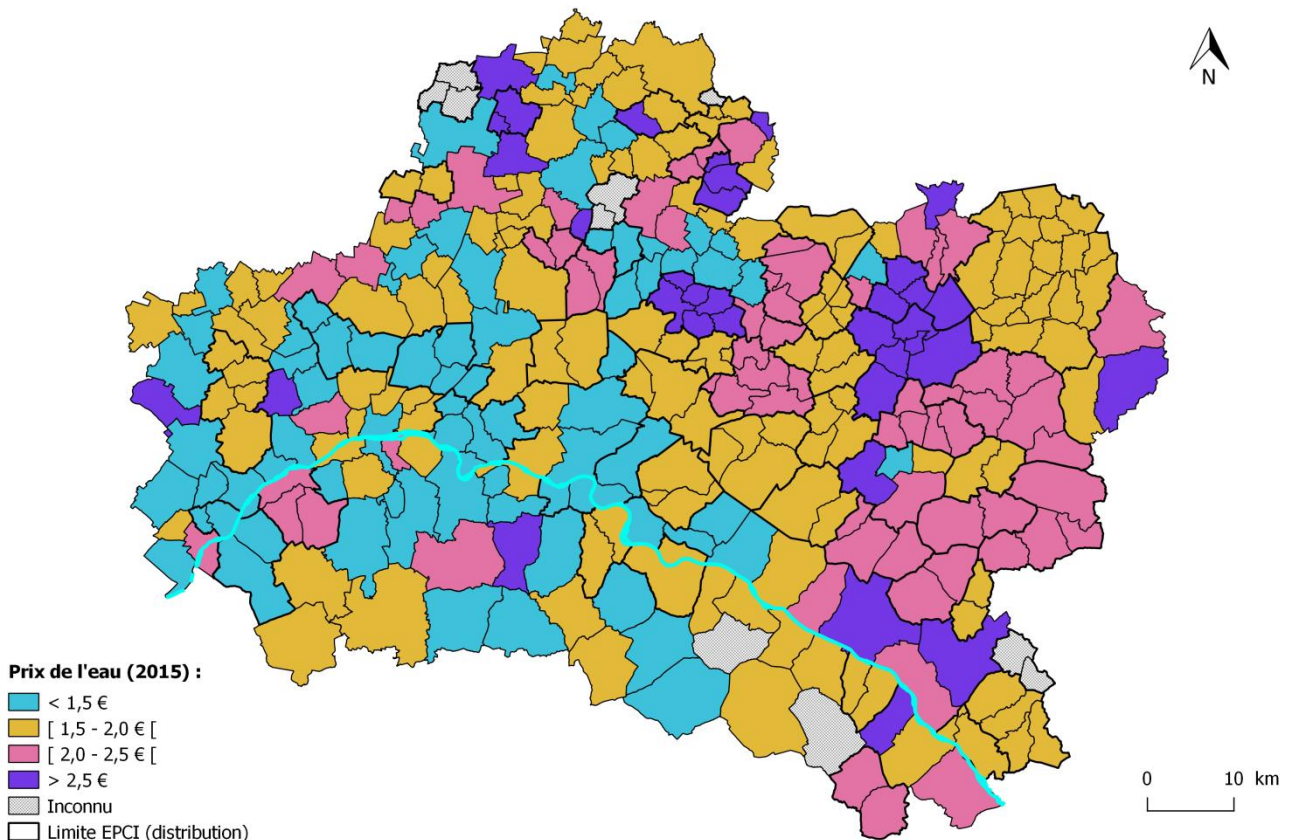 N
Prix de l'eau (2015) :
< 1,5 €
[ 1,5 - 2,0 € [
[ 2,0 - 2,5 € [
> 2,5 €
Inconnu
Limite EPCI (distribution)
0 10 km